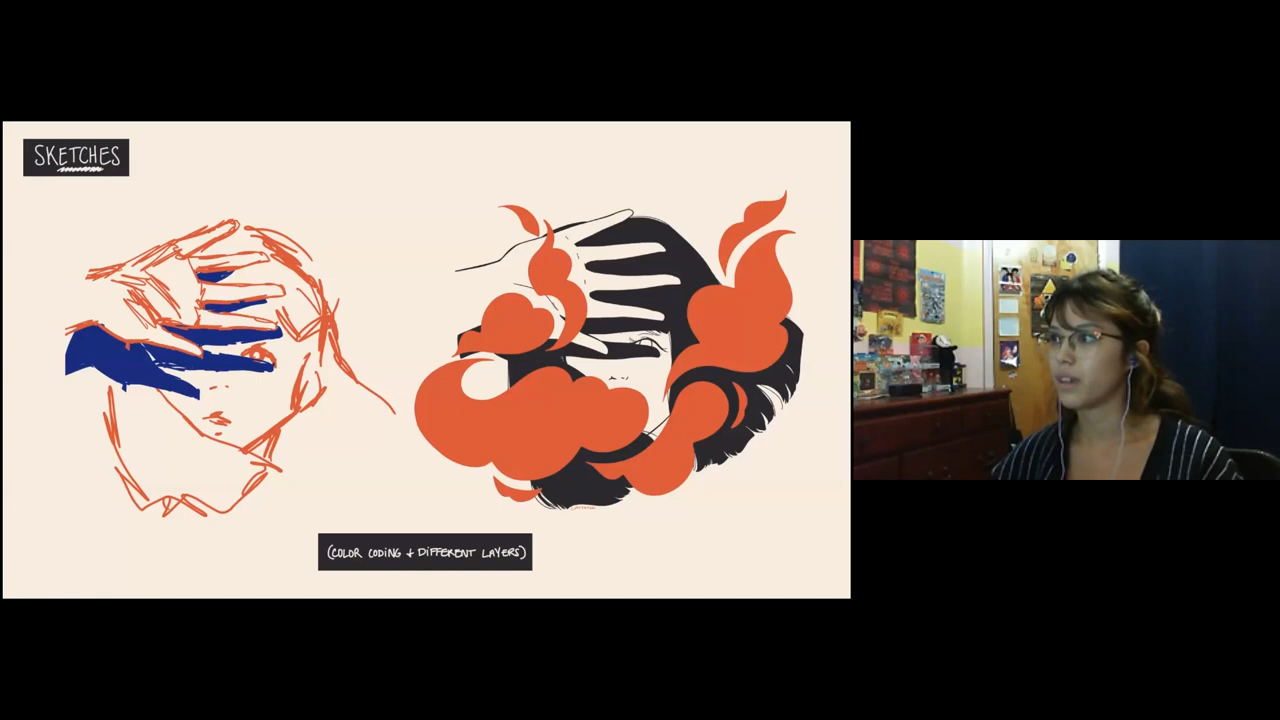 SKETCHES
(COLOR CODING + DIFFERENT LAYERS)